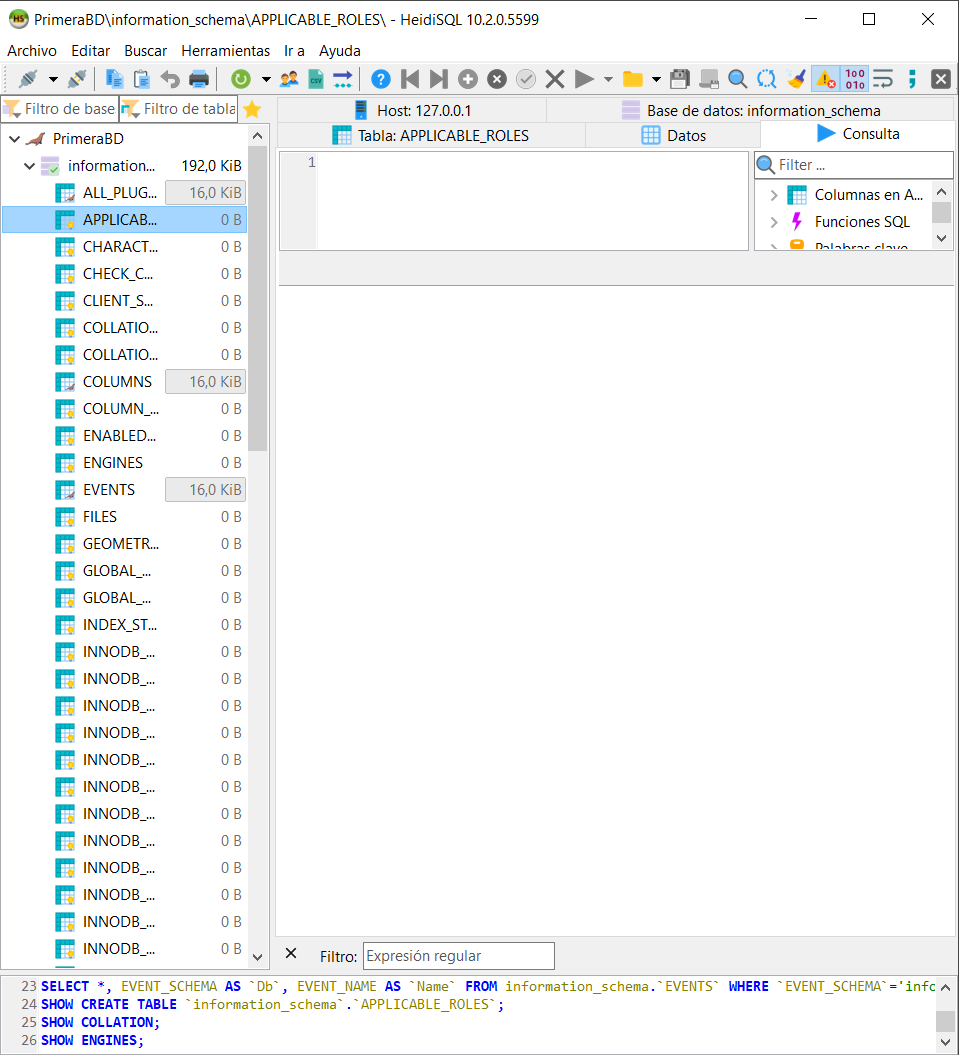 PrimeraBD\information_schema\APPLICABLE_ROLES\ - HeidiSQL 10.2.0.5599
Archivo Editar Buscar Herramientas Ir a Ayuda
Filtro de base Filtro de tabla
Host: 127.0.0.1 Base de datos: information_schema
Tabla: APPLICABLE_ROLES Datos Consulta
PrimeraBD
information... 192,0 KiB
ALL_PLUG... 16,0 KiB
APPLICAB... 0 B
CHARACT... 0 B
CHECK_C... 0 B
CLIENT_S... 0 B
COLLATIO... 0 B
COLLATIO... 0 B
COLUMNS 16,0 KiB
COLUMN_... 0 B
ENABLED... 0 B
ENGINES 0 B
EVENTS 16,0 KiB
FILES 0 B
GEOMETR... 0 B
GLOBAL_... 0 B
GLOBAL_... 0 B
INDEX_ST... 0 B
INNODB_... 0 B
INNODB_... 0 B
INNODB_... 0 B
INNODB_... 0 B
INNODB_... 0 B
INNODB_... 0 B
INNODB_... 0 B
INNODB_... 0 B
INNODB_... 0 B
INNODB_... 0 B
INNODB_... 0 B
INNODB_... 0 B
1
Filter ...
Columnas en A...
Funciones SQL
Palabras clave
Filtro: Expresión regular
23 SELECT *, EVENT_SCHEMA AS `Db`, EVENT_NAME AS `Name` FROM information_schema.`EVENTS` WHERE `EVENT_SCHEMA`='info
24 SHOW CREATE TABLE `information_schema`.`APPLICABLE_ROLES`;
25 SHOW COLLATION;
26 SHOW ENGINES;